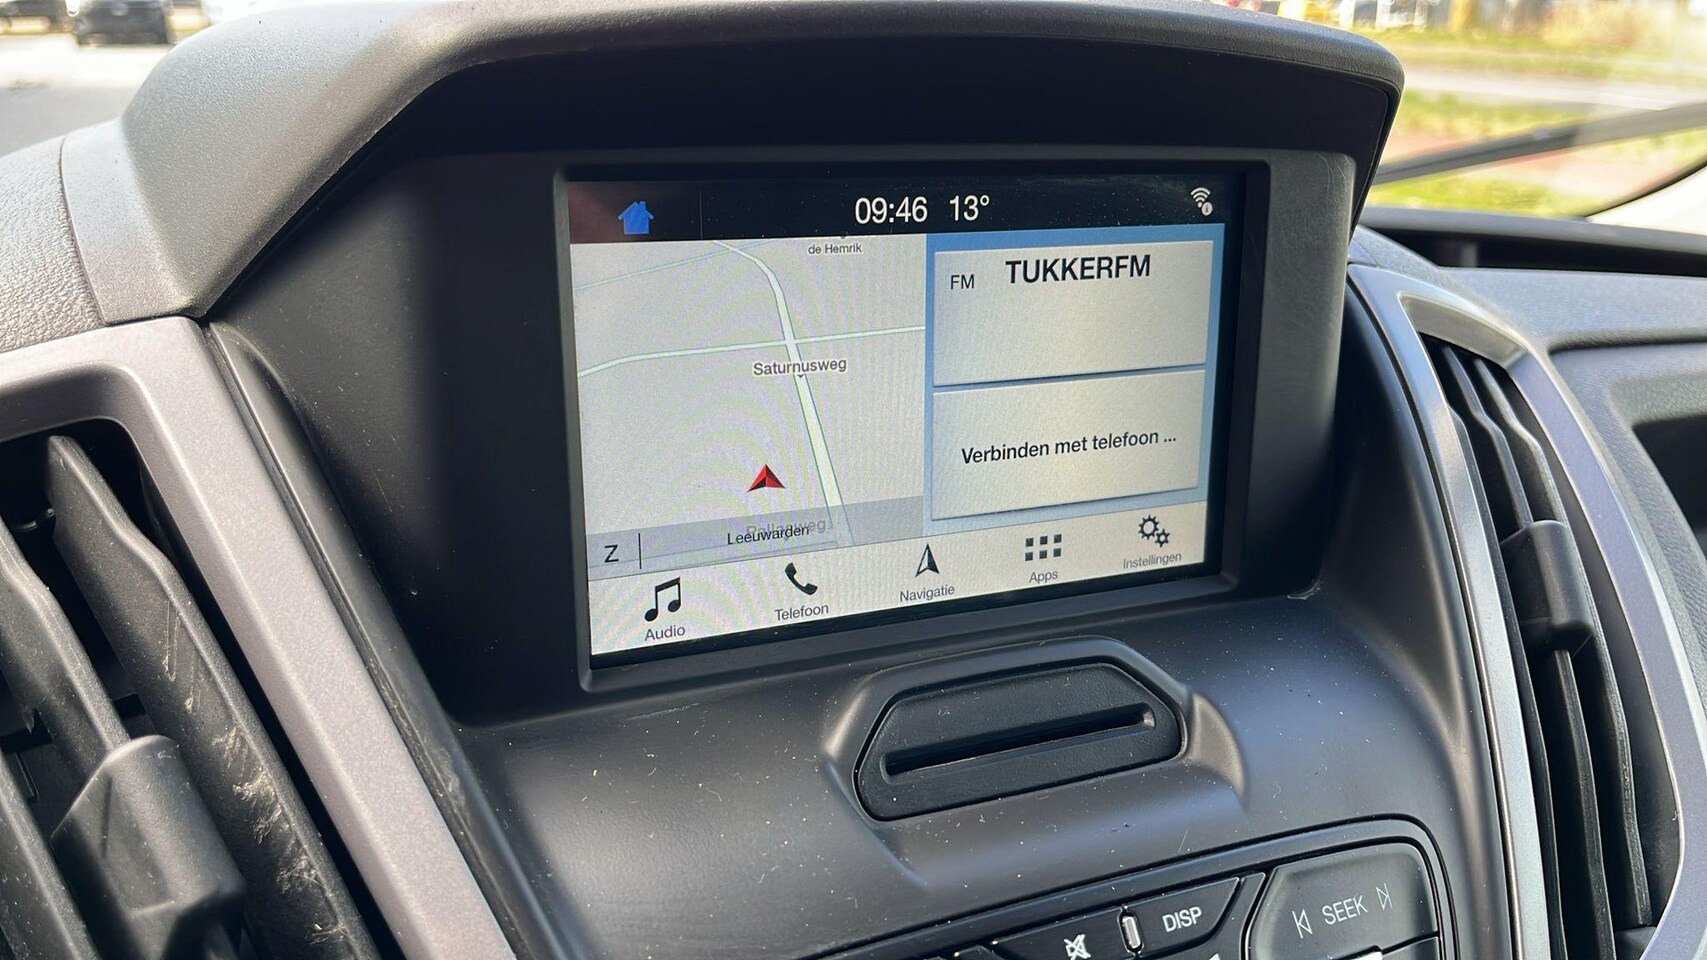 09:46 13°
de Hemrik
FM TUKKERFM
Saturnusweg
Verbinden met telefoon ...
Z Leeuwarden
Audio
Telefoon
Navigatie
Apps
Instellingen
DISP
SEEK